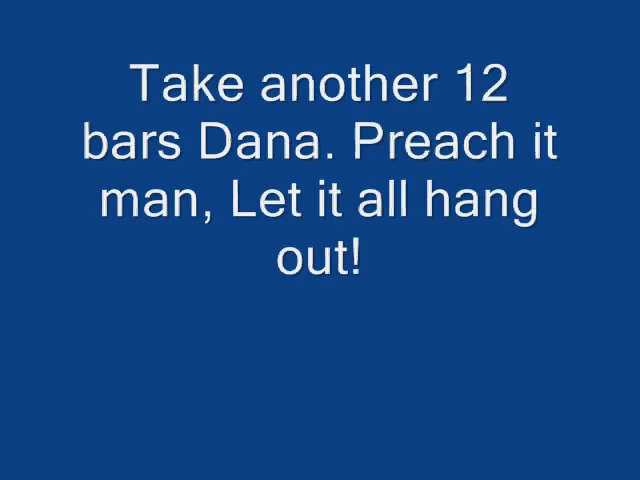 Take another 12
bars Dana. Preach it
man, Let it all hang
out!